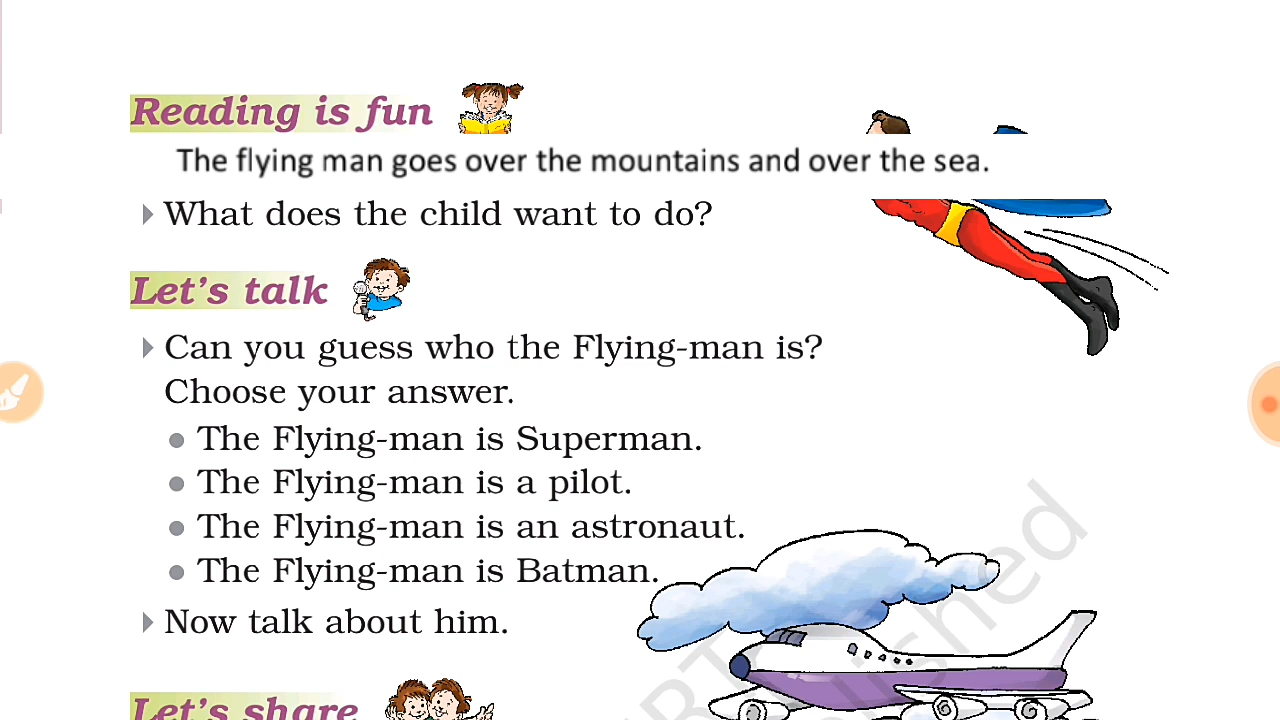 Reading is fun
The flying man goes over the mountains and over the sea.
What does the child want to do?
Let's talk
Can you guess who the Flying-man is?
Choose your answer.
The Flying-man is Superman.
The Flying-man is a pilot.
The Flying-man is an astronaut.
The Flying-man is Batman.
Now talk about him.
Let's share